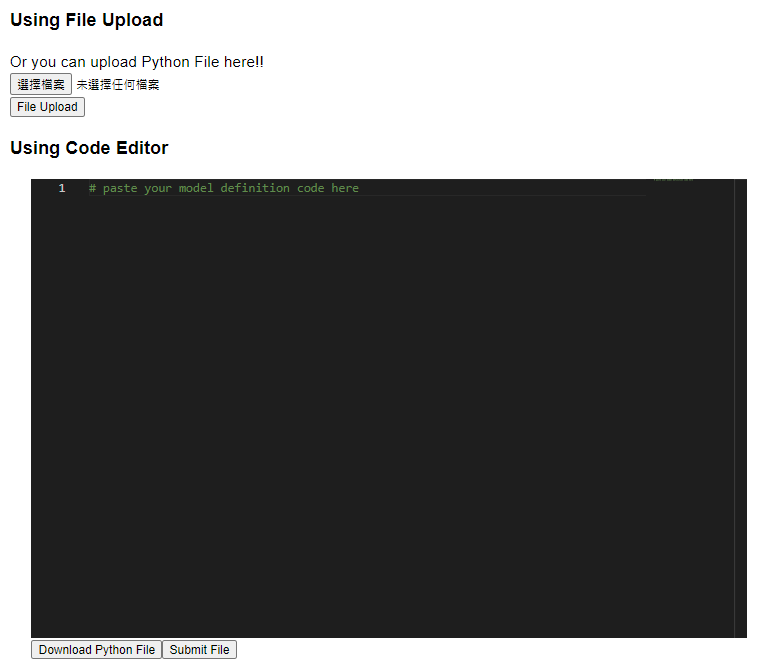 Using File Upload
Or you can upload Python File here!!
選擇檔案 未選擇任何檔案
File Upload
Using Code Editor
1 # paste your model definition code here
Download Python File Submit File